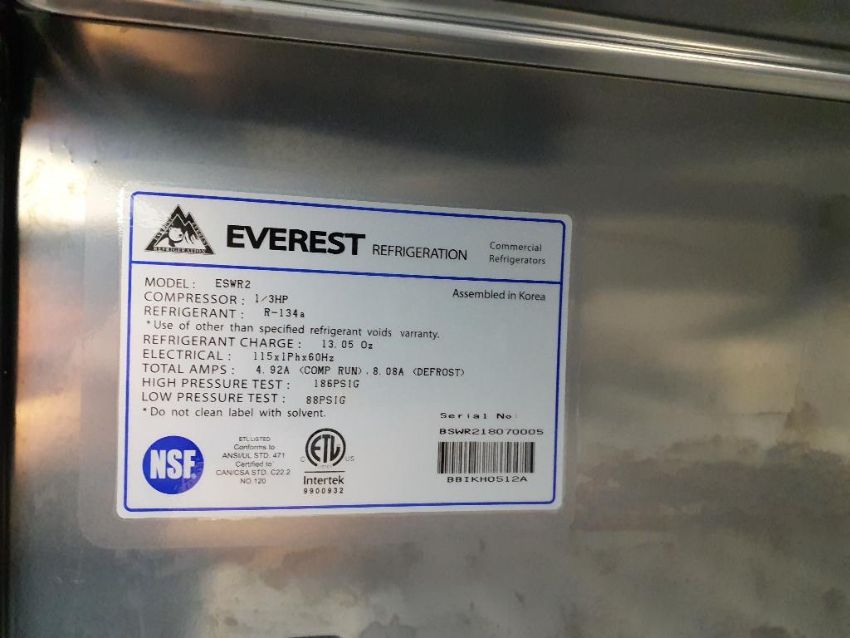 EVEREST REFRIGERATION
Commercial
Refrigerators
EVEREST
REFRIGERATION
MODEL : ESWR2
Assembled in Korea
COMPRESSOR : 1/3HP
REFRIGERANT : R-134a
*Use of other than specified refrigerant voids varranty.
REFRIGERANT CHARGE : 13.05 Oz
ELECTRICAL : 115x1Phx60Hz
TOTAL AMPS : 4.92A <COMP RUN>,8.08A <DEFROST>
HIGH PRESSURE TEST : 186PSIG
LOW PRESSURE TEST : 88PSIG
*Do not clean label with solvent.
Serial No:
BSWR218070005
BBIKH0512A
NSF
ETL LISTED
Conforms to
ANSI/UL STD. 471
Certified to
CAN/CSA STD. C22.2
NO.120
C ETL US
Intertek
9900932